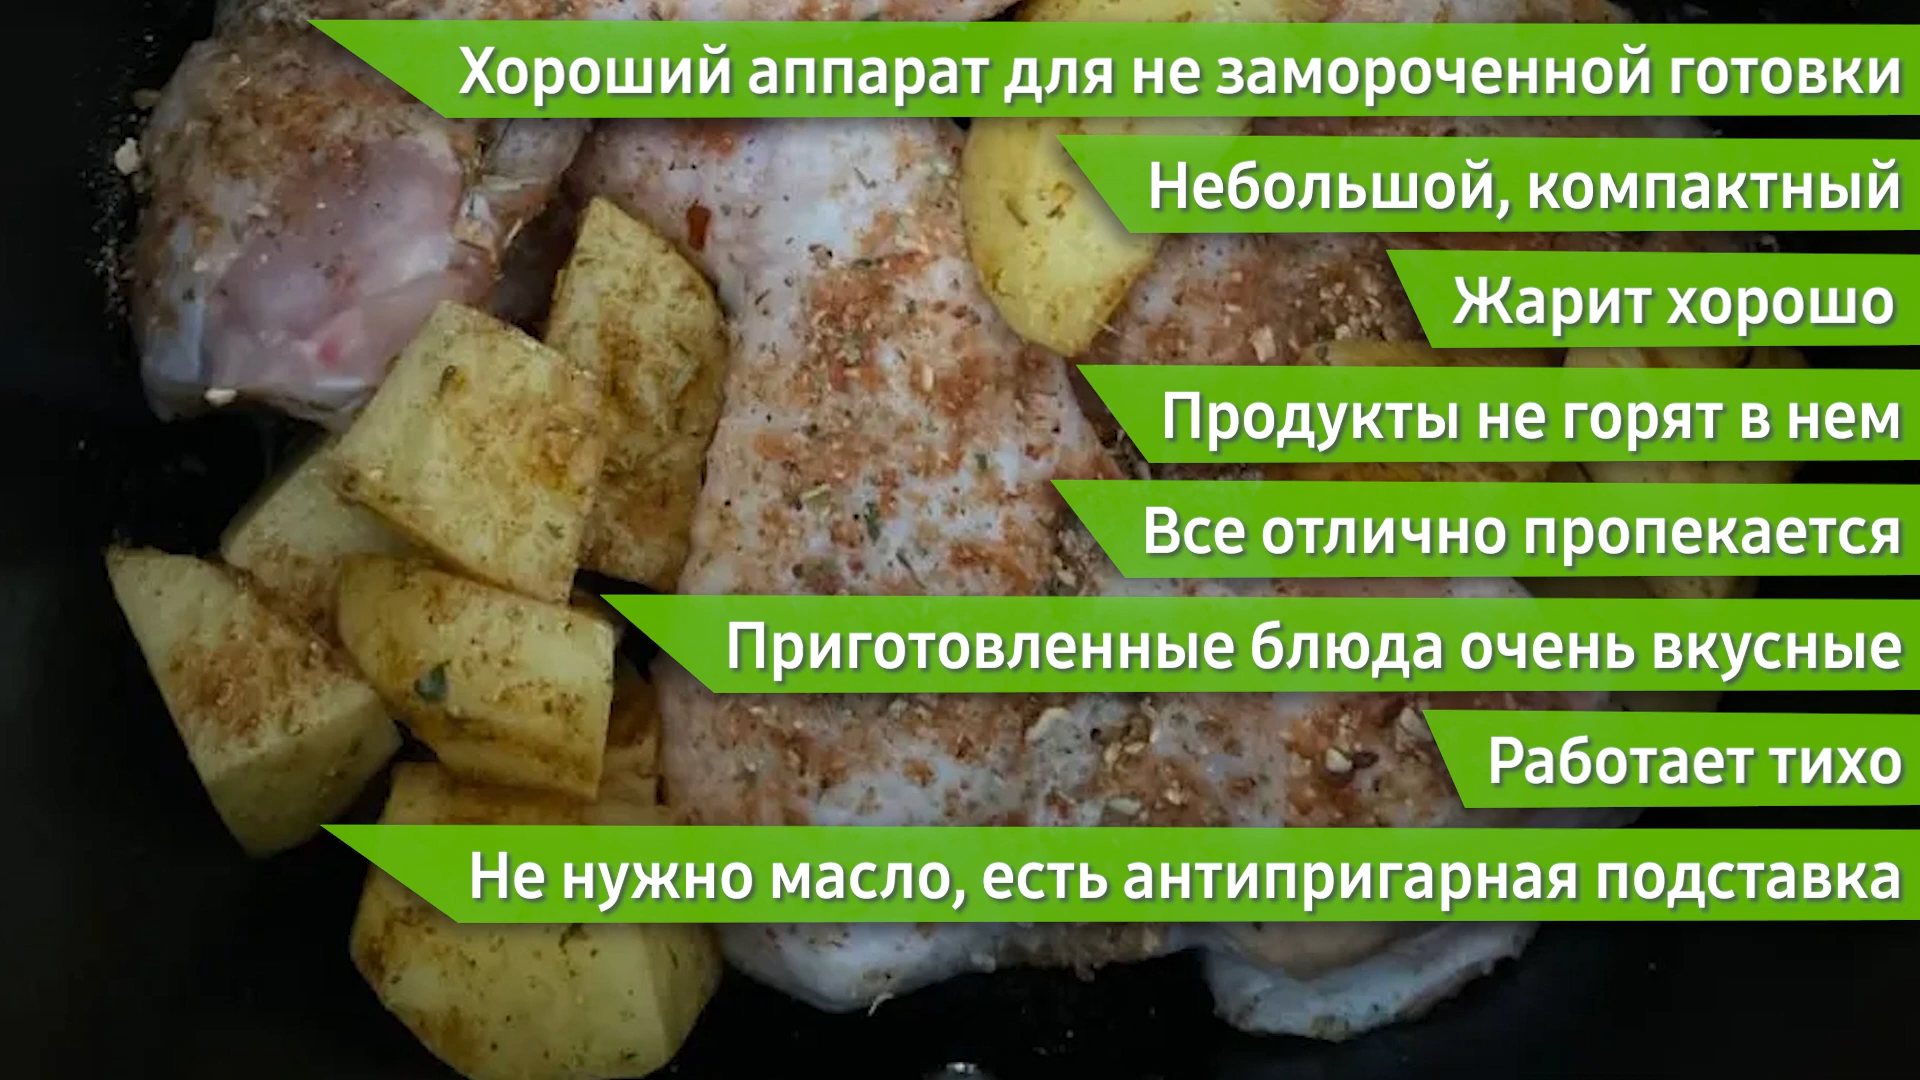 Хороший аппарат для не замороченной готовки
Небольшой, компактный
Жарит хорошо
Продукты не горят в нем
Все отлично пропекается
Приготовленные блюда очень вкусные
Работает тихо
Не нужно масло, есть антипригарная подставка